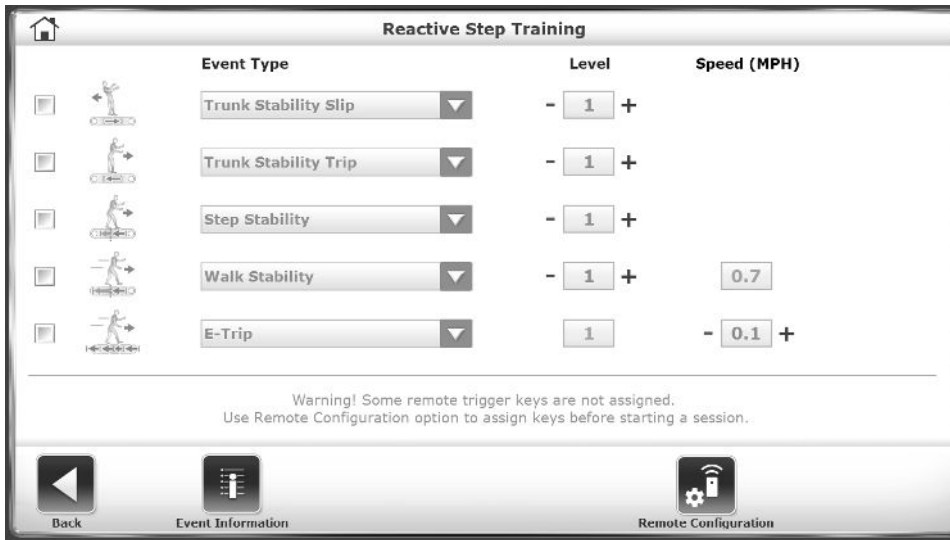 Reactive Step Training
Event Type Level Speed (MPH)
Trunk Stability Slip - 1 +
Trunk Stability Trip - 1 +
Step Stability - 1 +
Walk Stability - 1 + 0.7
E-Trip 1 - 0.1 +
Warning! Some remote trigger keys are not assigned.
Use Remote Configuration option to assign keys before starting a session.
Back Event Information Remote Configuration